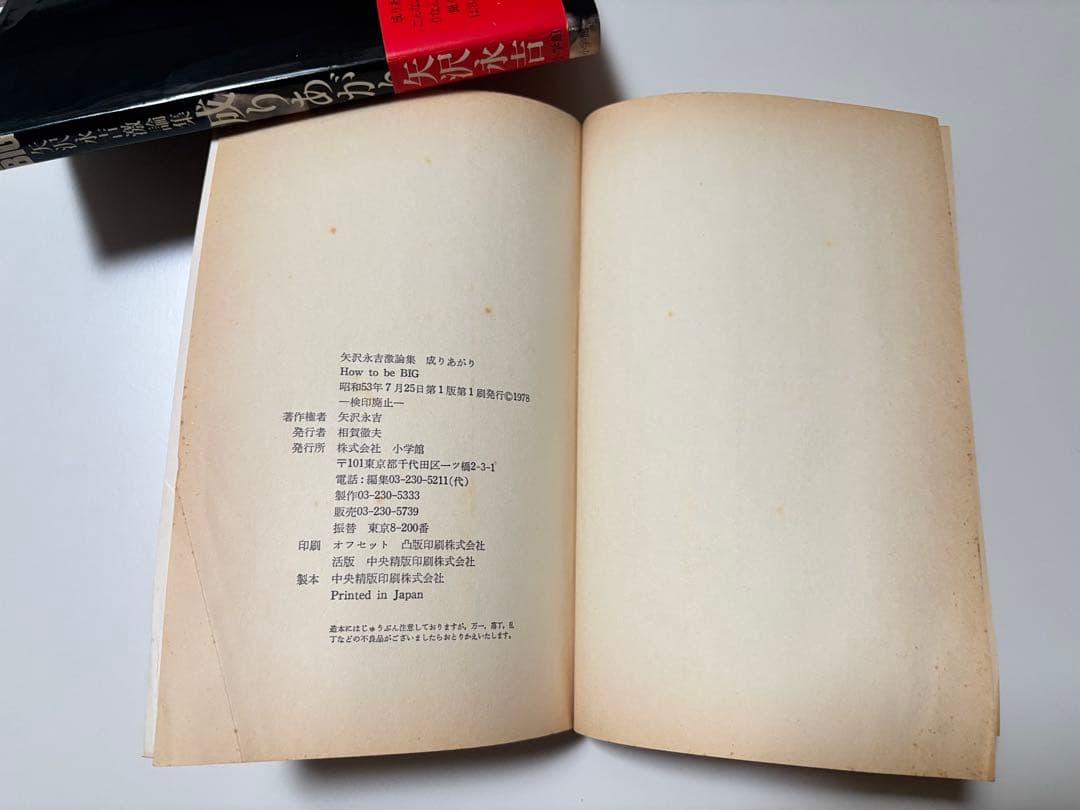 矢沢永吉激論集 成りあが
矢沢永吉
矢沢永吉激論集 成りあがり
How to be BIG
昭和53年7月25日第1版第1刷発行©1978
―検印廃止―
著作権者 矢沢永吉
発行者 相賀徹夫
発行所 株式会社 小学館
〒101東京都千代田区一ツ橋2-3-1
電話:編集03-230-5211(代)
製作03-230-5333
販売03-230-5739
振替 東京8-200番
印刷 オフセット 凸版印刷株式会社
活版 中央精版印刷株式会社
製本 中央精版印刷株式会社
Printed in Japan
造本にはじゅうぶん注意しておりますが、万一、落丁、乱
丁などの不良品がございましたらおとりかえいたします。